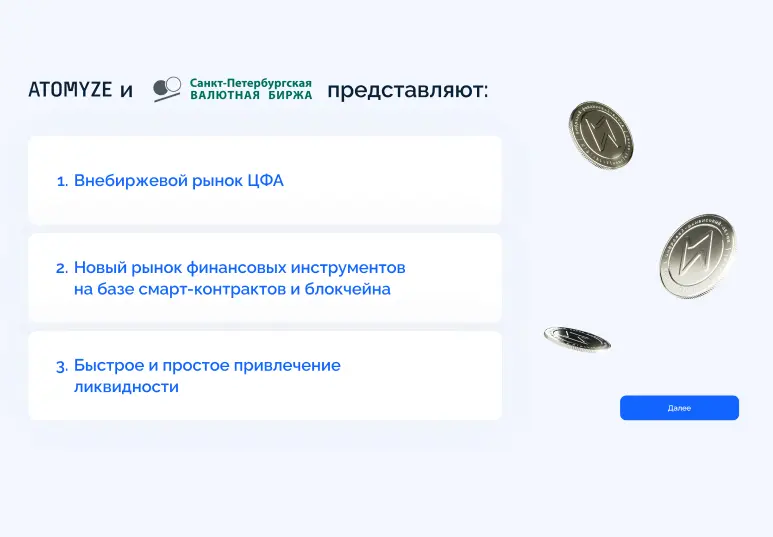 ATOMYZE и Санкт-Петербургская ВАЛЮТНАЯ БИРЖА представляют:
1. Внебиржевой рынок ЦФА
2. Новый рынок финансовых инструментов
на базе смарт-контрактов и блокчейна
3. Быстрое и простое привлечение
ликвидности
Далее